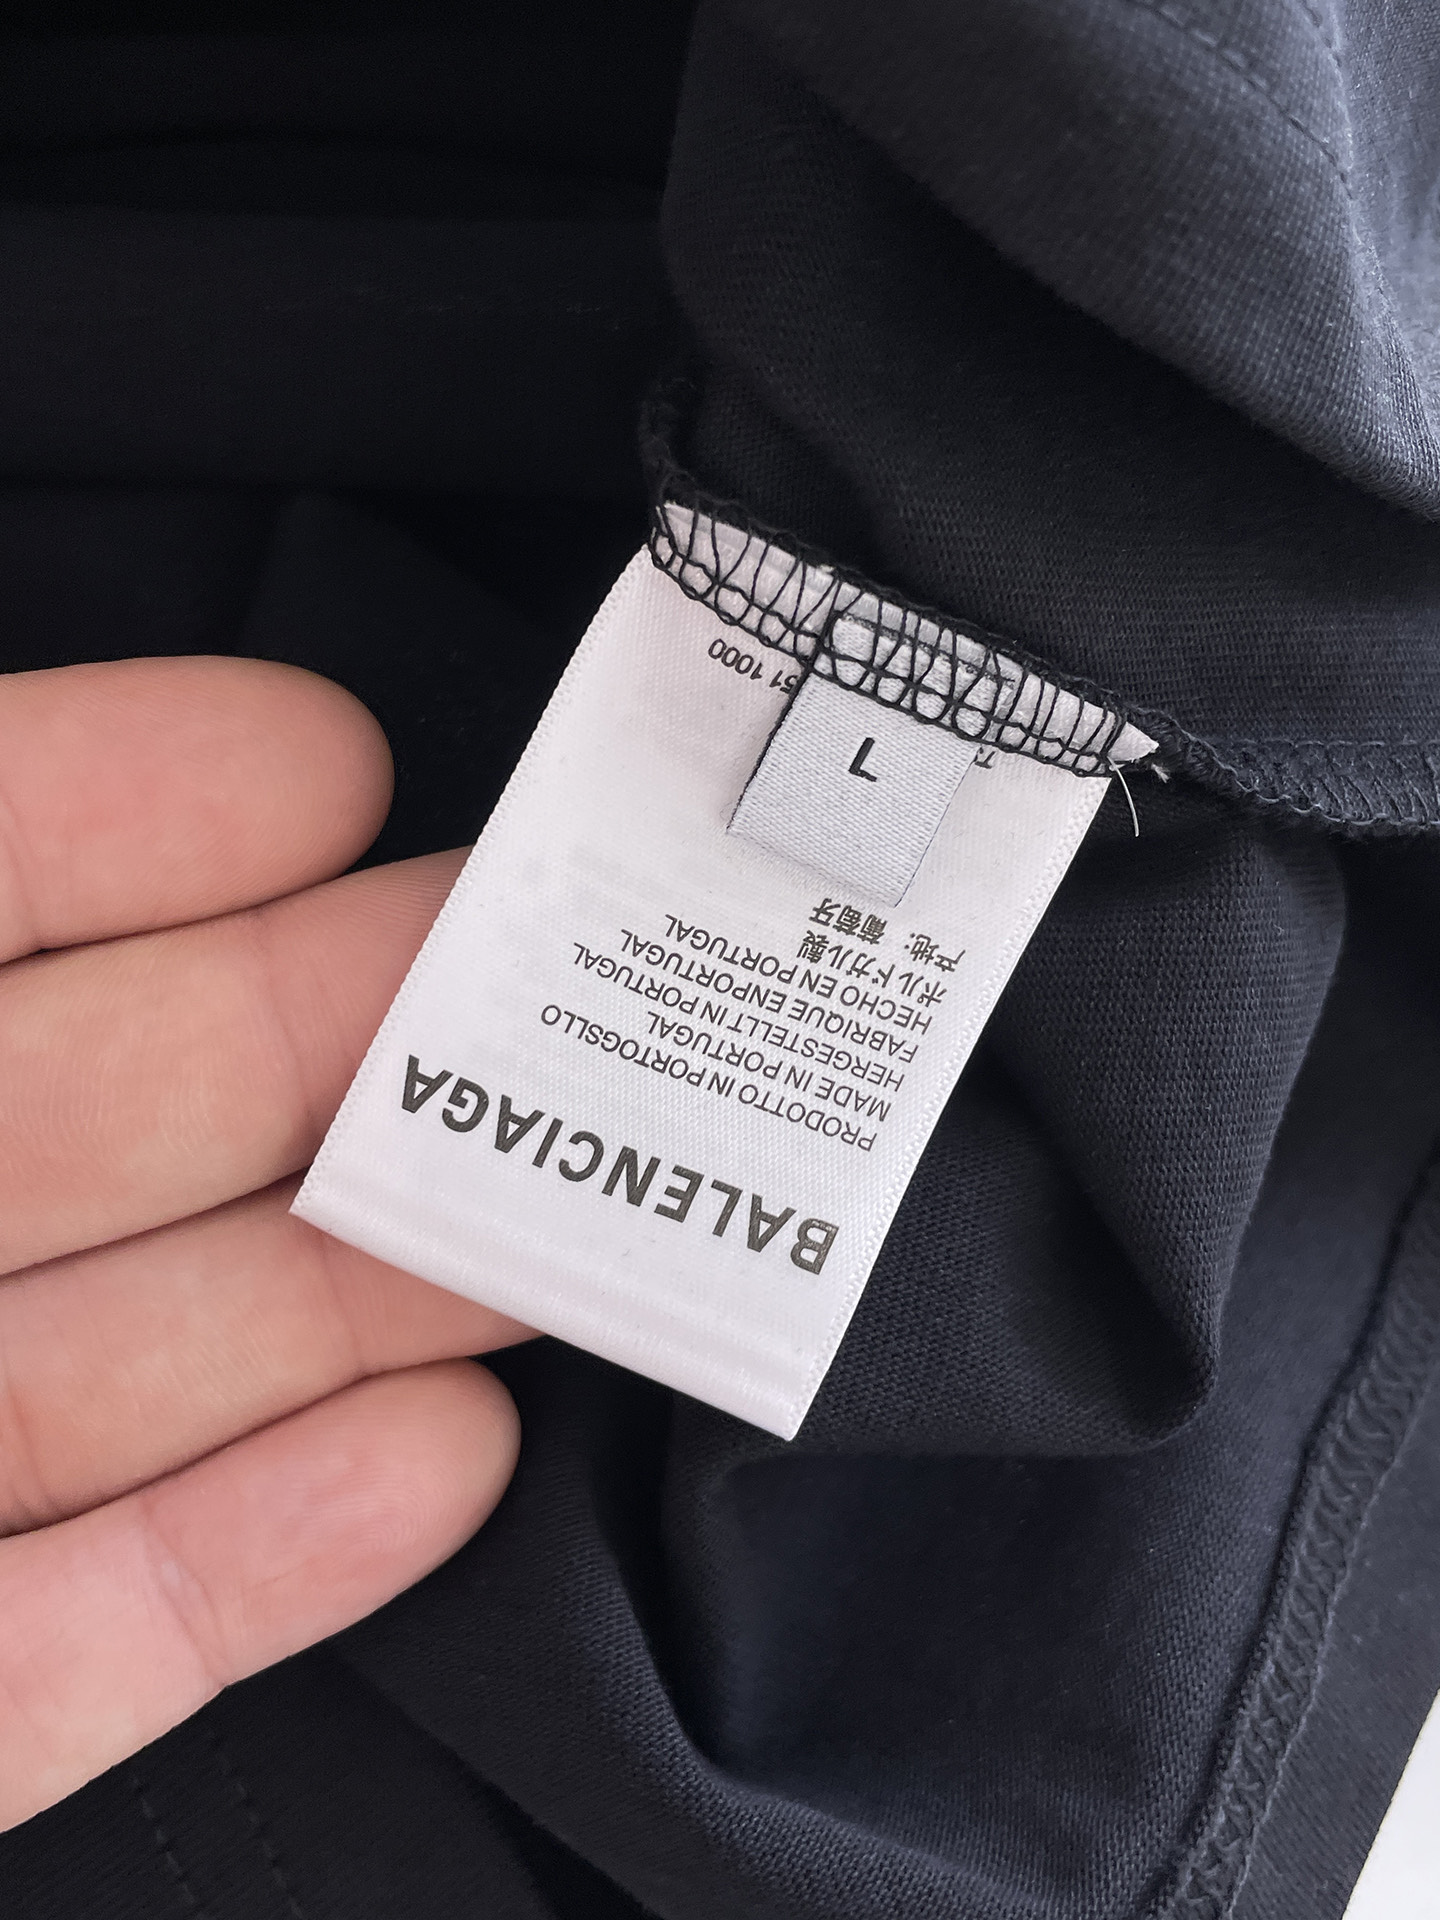 BALENCIAGA
PRODOTTO IN PORTOGSLLO
MADE IN PORTUGAL
HERGESTELLT IN PORTUGAL
FABRIQUE ENPORTUGAL
HECHO EN PORTUGAL
ポルドガル製
产地: 葡萄牙
L
51 1000